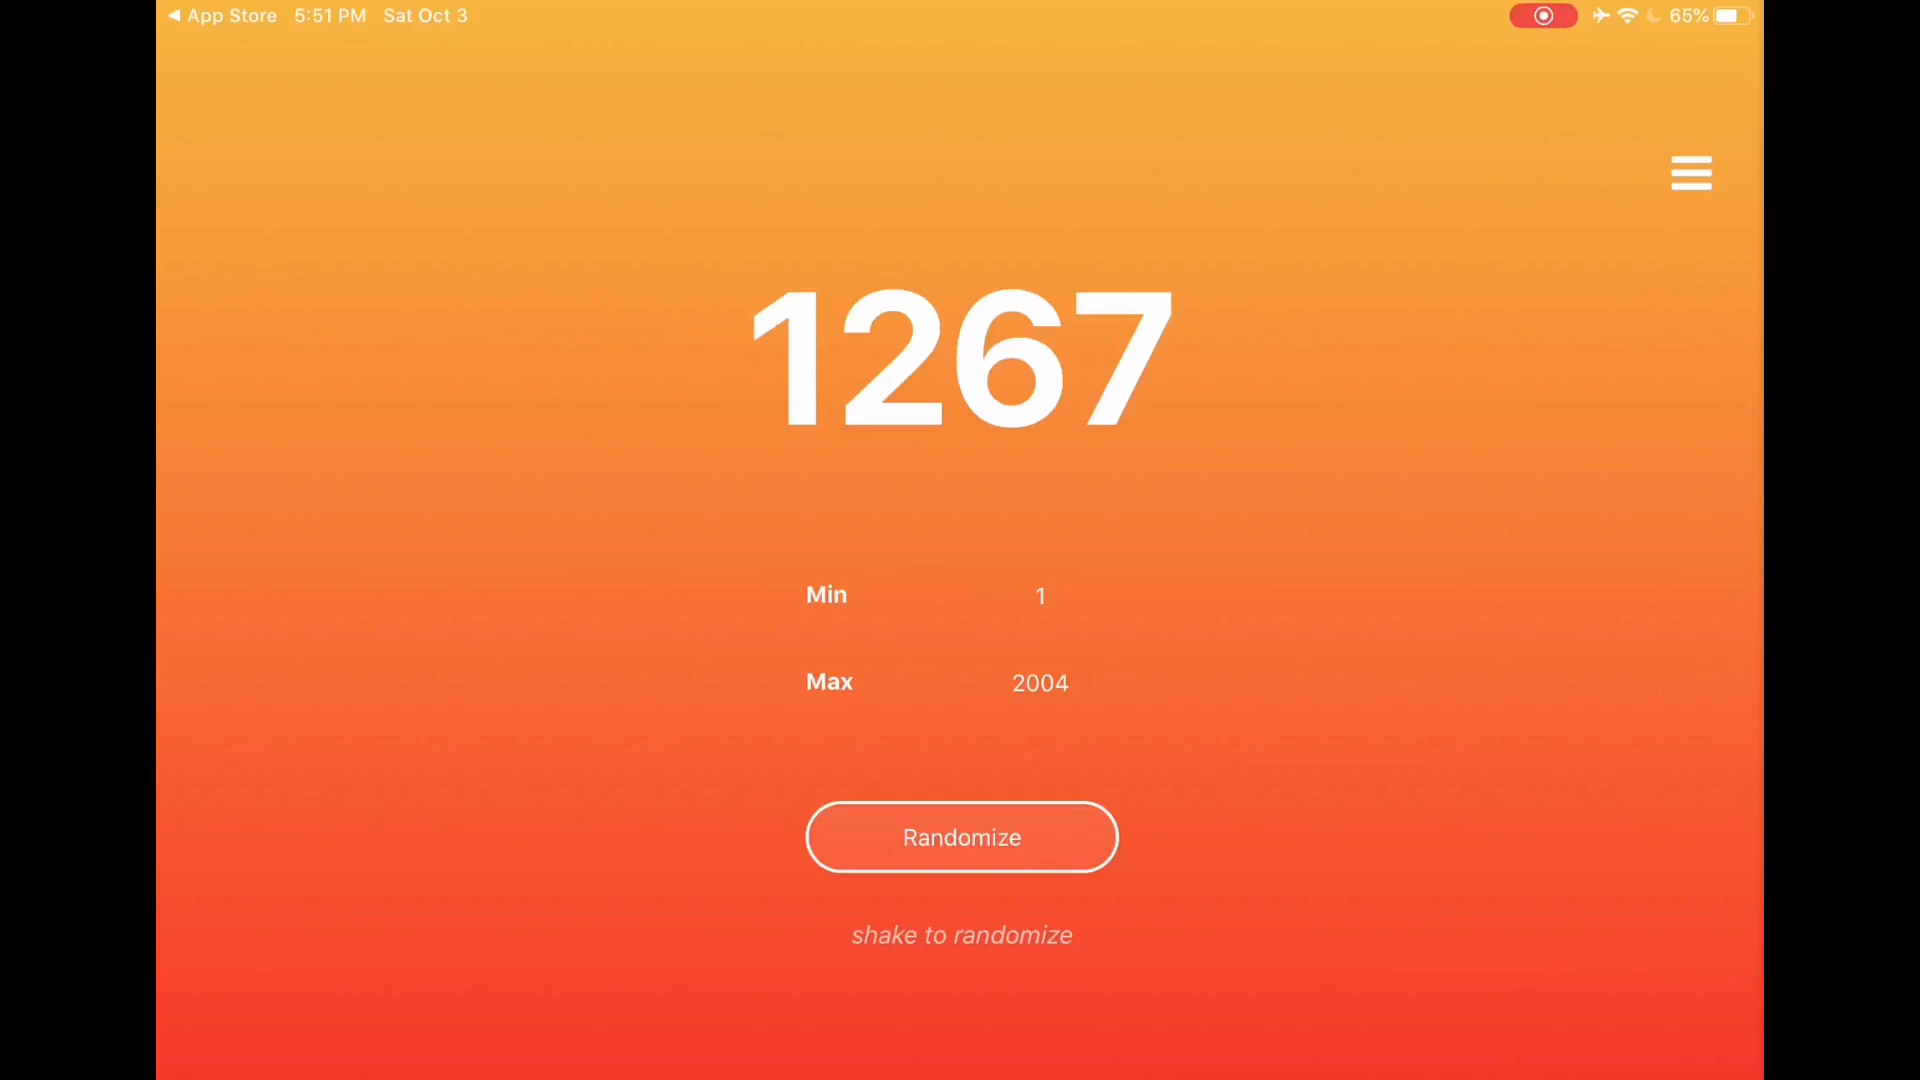 ◀ App Store 5:51 PM Sat Oct 3 65%
1267
Min 1
Max 2004
Randomize
shake to randomize